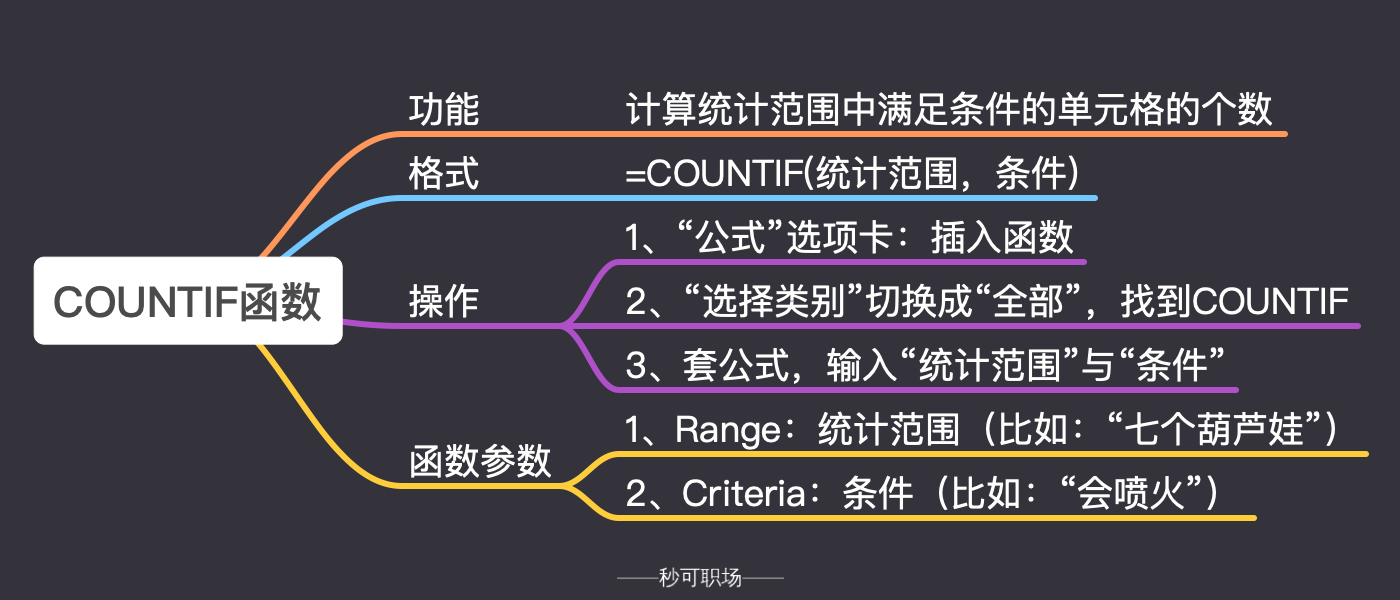 功能 计算统计范围中满足条件的单元格的个数
格式 =COUNTIF(统计范围，条件)
1、“公式”选项卡：插入函数
COUNTIF函数
操作 2、“选择类别”切换成“全部”，找到COUNTIF
3、套公式，输入“统计范围”与“条件”
1、Range：统计范围（比如：“七个葫芦娃”）
函数参数
2、Criteria：条件（比如：“会喷火”）
——秒可职场——